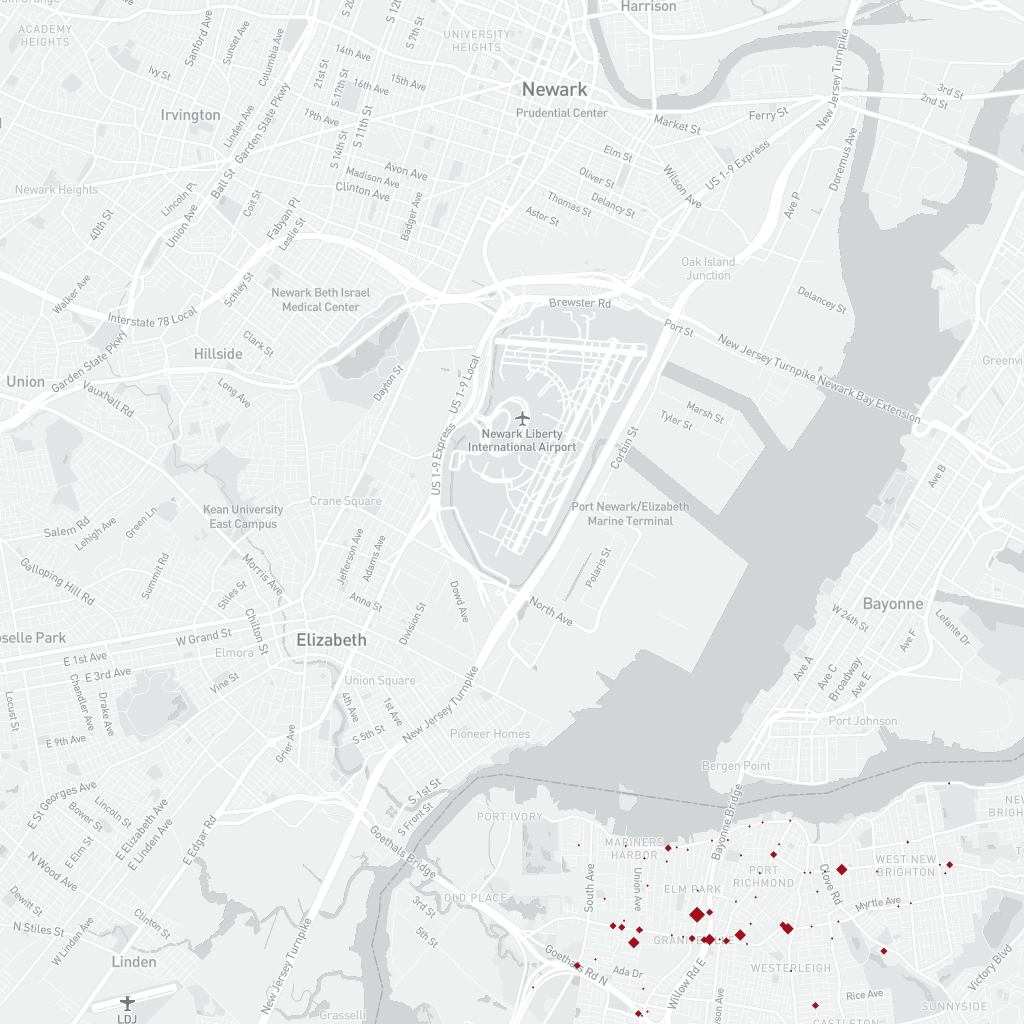 Harrison
ACADEMY
HEIGHTS
Sanford Ave
Sunset Ave
Columbia Ave
S 7th St
UNIVERSITY
HEIGHTS
14th Ave
Ivy St
21st St
S 17th St
16th Ave
15th Ave
Newark
Prudential Center
New Jersey Turnpike
3rd St
2nd St
Irvington
Linden Ave
Garden State Pkwy
19th Ave
S 11th St
S 14th St
Market St
Ferry St
Elm St
US 1-9 Express
Doremus Ave
Newark Heights
Lincoln Pl
Ball St
Avon Ave
Madison Ave
Clinton Ave
Oliver St
Wilson Ave
40th St
Union Ave
Coit St
Fabyan Pl
Leslie St
Badger Ave
Thomas St
Delancy St
Astor St
Ave P
Oak Island
Junction
Walker Ave
Schley St
Newark Beth Israel
Medical Center
Brewster Rd
Delancey St
Interstate 78 Local
Clark St
Port St
Hillside
New Jersey Turnpike Newark Bay Extension
Union
Garden State Pkwy
Vauxhall Rd
Long Ave
Dayton St
US 1-9 Local
Marsh St
Tyler St
Newark Liberty
International Airport
US 1-9 Express
Corbin St
Ave B
Crane Square
Kean University
East Campus
Green Ln
Salem Rd
Lehigh Ave
Port Newark/Elizabeth
Marine Terminal
Galloping Hill Rd
Summit Rd
Morris Ave
Jefferson Ave
Adams Ave
Polaris St
Stiles St
Anna St
Dowd Ave
North Ave
Bayonne
W 24th St
Lefante Dr
Chilton St
Division St
Ave F
W Grand St
Elizabeth
E 1st Ave
Elmora
E 3rd Ave
Ave A
Ave C
Broadway
Ave E
Locust St
Chandler Ave
Drake Ave
Vine St
Union Square
4th Ave
1st Ave
New Jersey Turnpike
E 9th Ave
Grier Ave
S 5th St
Pioneer Homes
Port Johnson
Bergen Point
E St Georges Ave
S 1st St
S Front St
Lincoln St
Bower St
E Elm St
E Elizabeth Ave
E Linden Ave
E Edgar Rd
Goethals Bridge
PORT IVORY
Bayonne Bridge
MARINERS
HARBOR
N Wood Ave
South Ave
Union Ave
ELM PARK
PORT
RICHMOND
Clove Rd
WEST NEW
BRIGHTON
Dewitt St
OLD PLACE
3rd St
5th St
Myrtle Ave
N Stiles St
W Linden Ave
Clinton St
Goethals Rd N
Willow Rd E
WESTERLEIGH
Victory Blvd
Linden
Ada Dr
Rice Ave
New Jersey Turnpike
LDJ
Grasselli
SUNNYSIDE